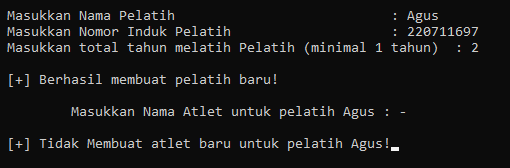 Masukkan Nama Pelatih : Agus
Masukkan Nomor Induk Pelatih : 220711697
Masukkan total tahun melatih Pelatih (minimal 1 tahun) : 2
[+] Berhasil membuat pelatih baru!
Masukkan Nama Atlet untuk pelatih Agus : -
[+] Tidak Membuat atlet baru untuk pelatih Agus!